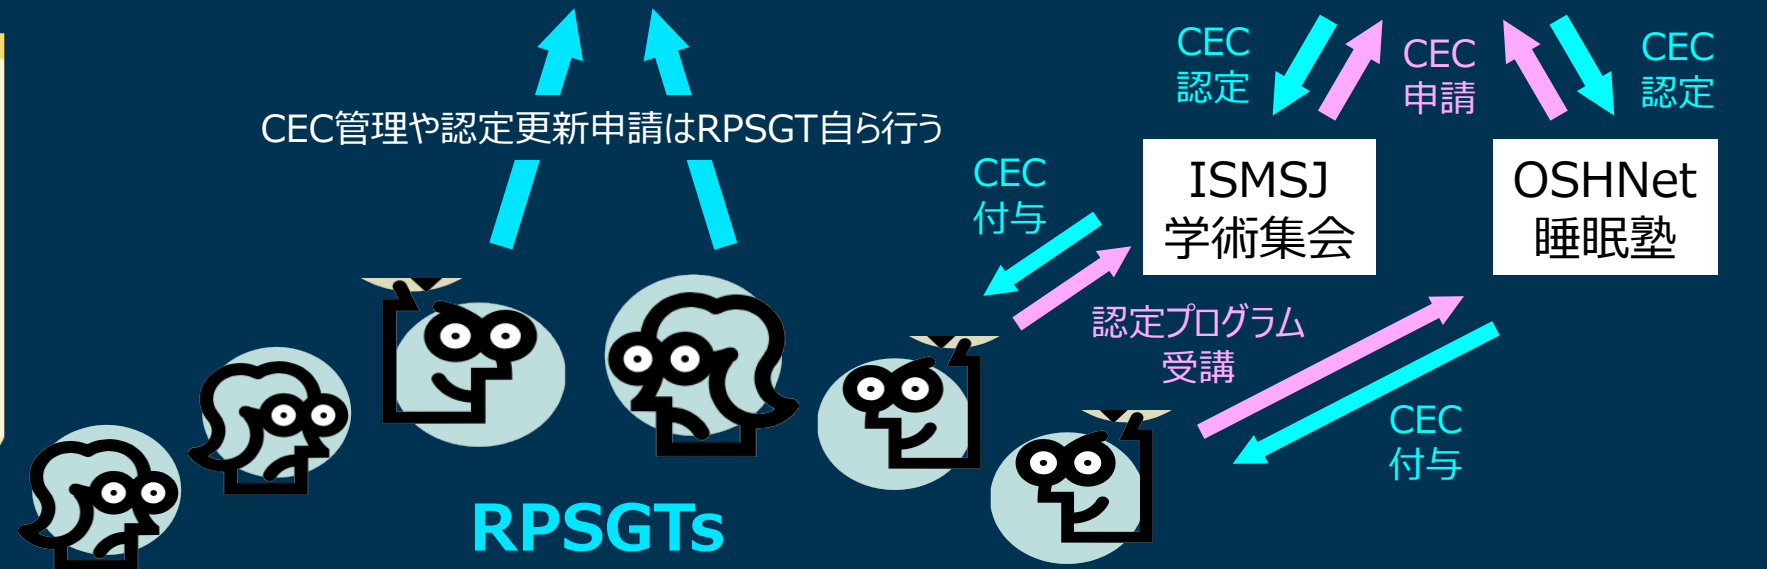 CEC
認定
CEC
申請
CEC
認定
CEC管理や認定更新申請はRPSGT自ら行う
CEC
付与
ISMSJ
学術集会
OSHNet
睡眠塾
認定プログラム
受講
CEC
付与
RPSGTs